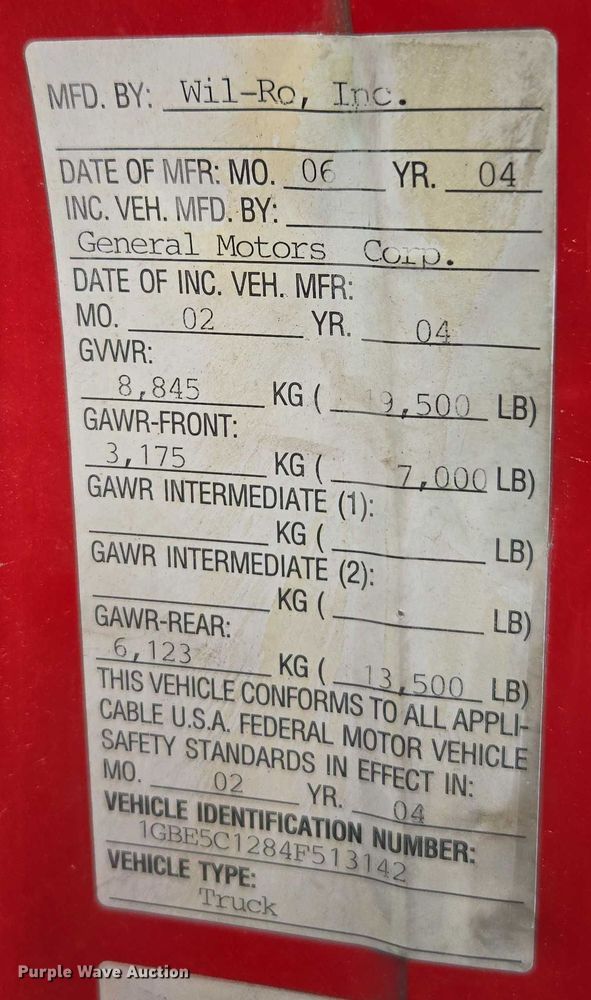 MFD. BY: Wil-Ro, Inc.
DATE OF MFR: MO. 06 YR. 04
INC. VEH. MFD. BY:
General Motors Corp.
DATE OF INC. VEH. MFR:
MO. 02 YR. 04
GVWR:
8,845 KG ( 19,500 LB)
GAWR-FRONT:
3,175 KG ( 7,000 LB)
GAWR INTERMEDIATE (1):
KG ( LB)
GAWR INTERMEDIATE (2):
KG ( LB)
GAWR-REAR:
6,123 KG ( 13,500 LB)
THIS VEHICLE CONFORMS TO ALL APPLI-
CABLE U.S.A. FEDERAL MOTOR VEHICLE
SAFETY STANDARDS IN EFFECT IN:
MO. 02 YR. 04
VEHICLE IDENTIFICATION NUMBER:
1GBE5C1284F513142
VEHICLE TYPE:
Truck
Purple Wave Auction